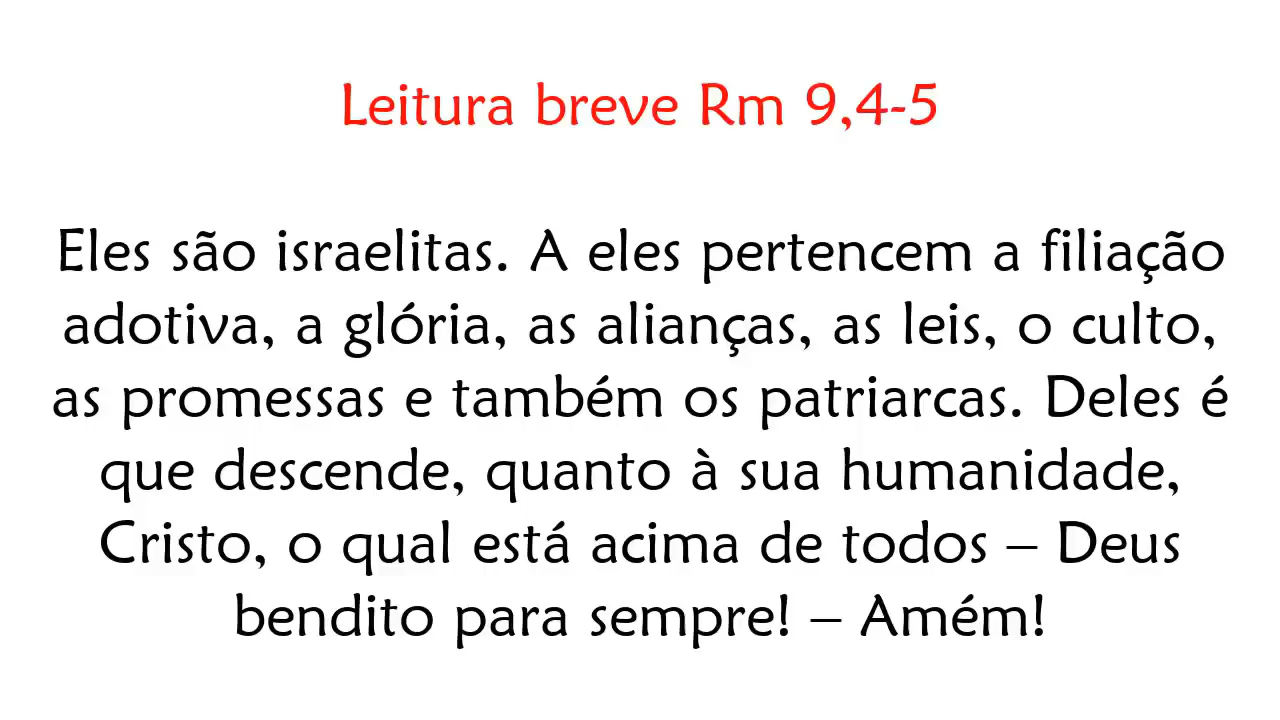 Leitura breve Rm 9,4-5
Eles são israelitas. A eles pertencem a filiação
adotiva, a glória, as alianças, as leis, o culto,
as promessas e também os patriarcas. Deles é
que descende, quanto à sua humanidade,
Cristo, o qual está acima de todos – Deus
bendito para sempre! – Amém!